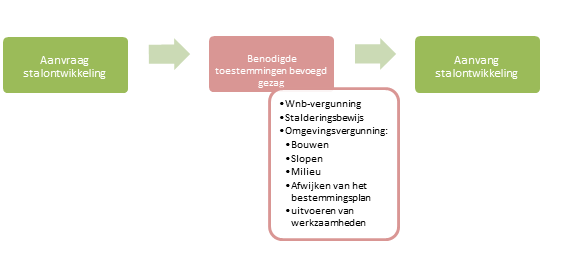 Aanvraag
stalontwikkeling
Benodigde
toestemmingen bevoegd
gezag
•Wnb-vergunning
•Stalderingsbewijs
•Omgevingsvergunning:
•Bouwen
•Slopen
•Milieu
•Afwijken van het
bestemmingsplan
•uitvoeren van
werkzaamheden
Aanvang
stalontwikkeling